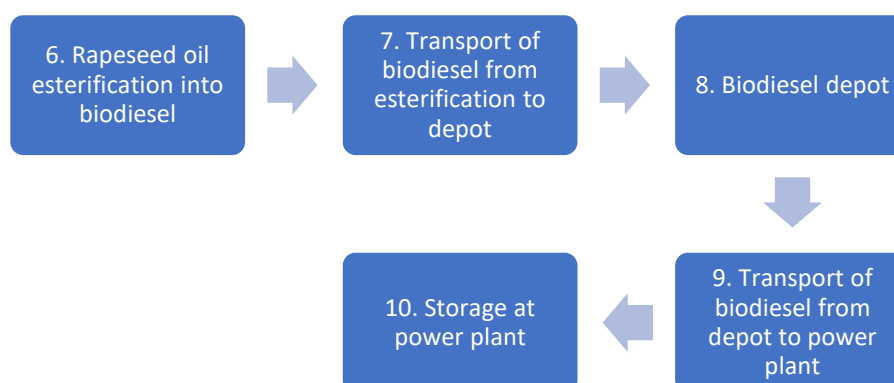 6. Rapeseed oil
esterification into
biodiesel
7. Transport of
biodiesel from
esterification to
depot
8. Biodiesel depot
9. Transport of
biodiesel from
depot to power
plant
10. Storage at
power plant